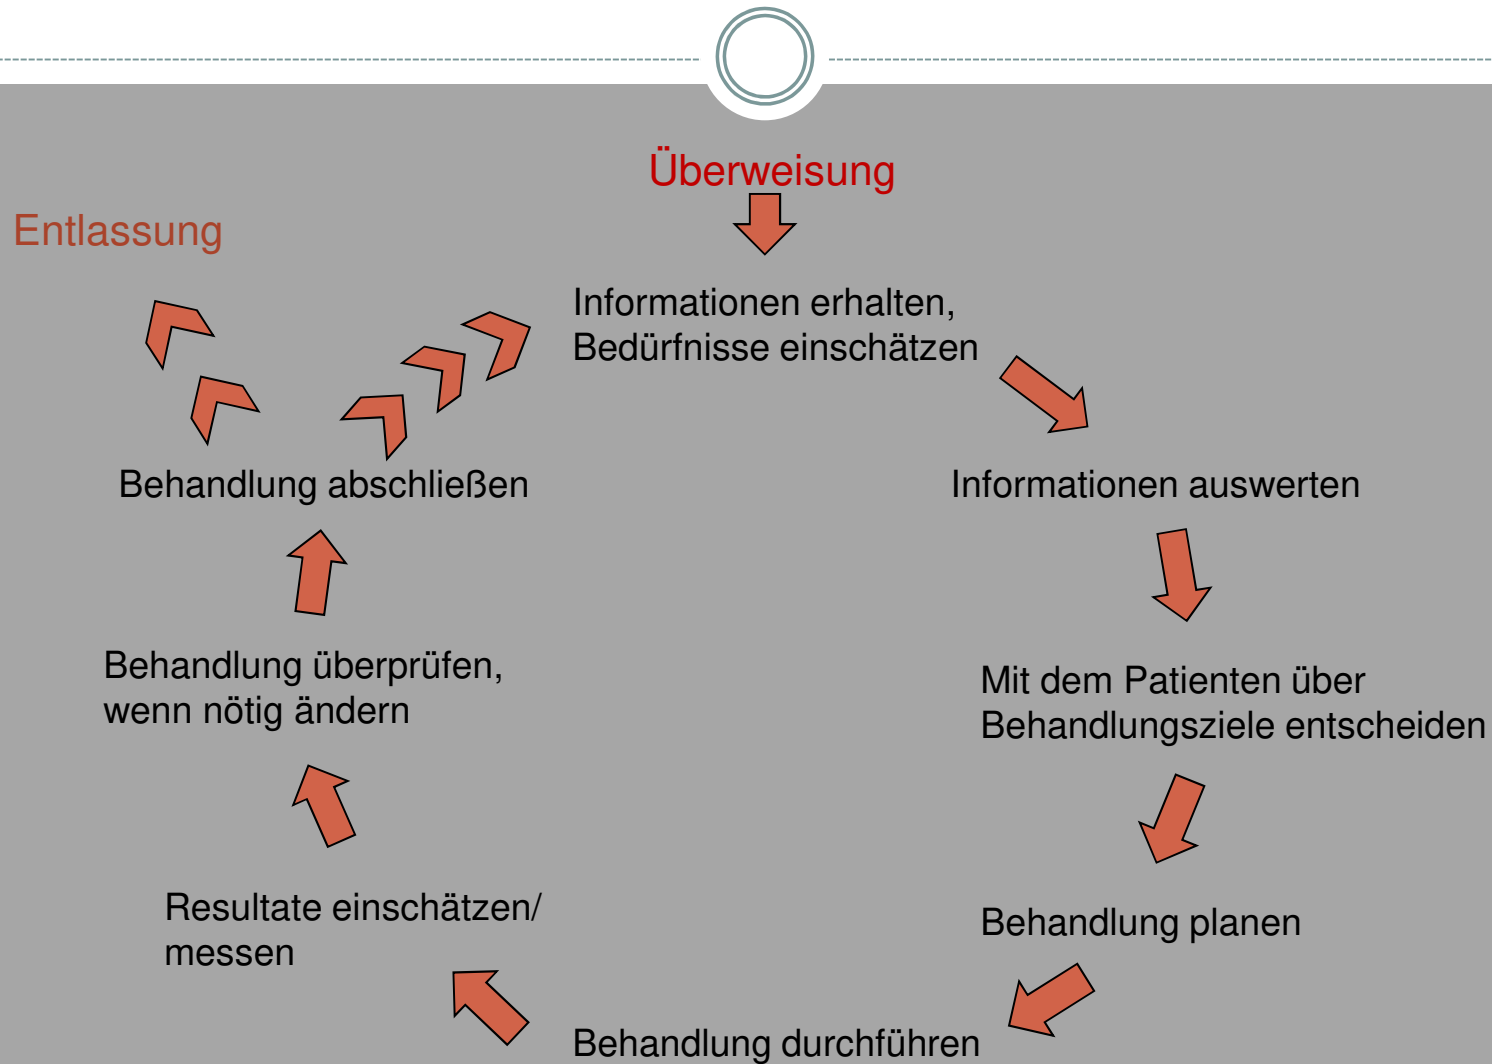 Überweisung
Entlassung
Informationen erhalten,
Bedürfnisse einschätzen
Informationen auswerten
Mit dem Patienten über
Behandlungsziele entscheiden
Behandlung planen
Behandlung durchführen
Resultate einschätzen/
messen
Behandlung überprüfen,
wenn nötig ändern
Behandlung abschließen